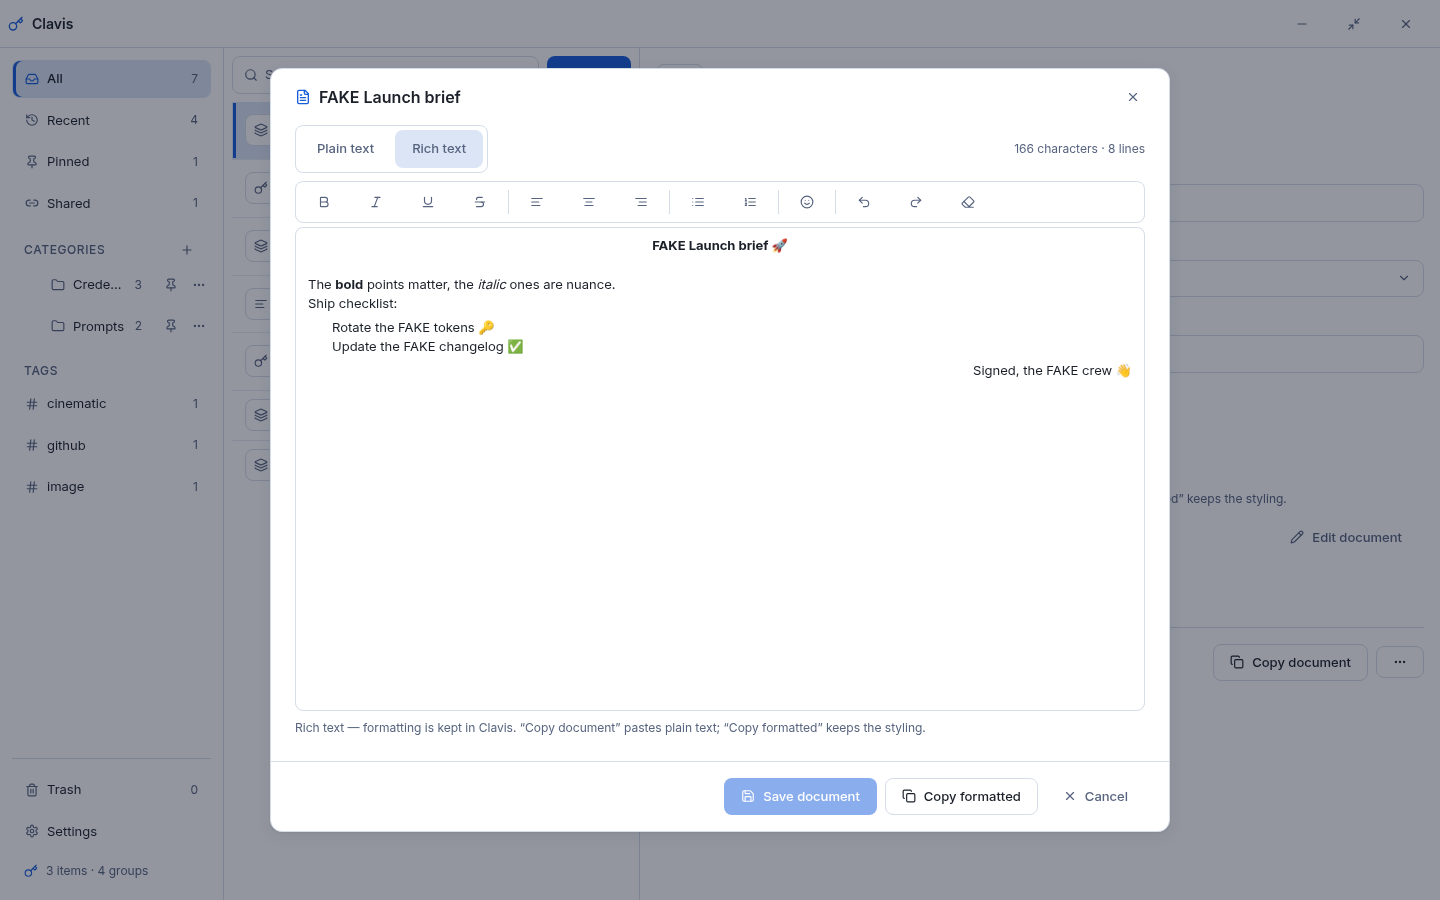 Clavis
All 7
Recent 4
Pinned 1
Shared 1
CATEGORIES
Crede... 3
Prompts 2
TAGS
cinematic 1
github 1
image 1
Trash 0
Settings
3 items · 4 groups
FAKE Launch brief
Plain text Rich text
166 characters · 8 lines
FAKE Launch brief 🚀
The bold points matter, the italic ones are nuance.
Ship checklist:
Rotate the FAKE tokens 🔑
Update the FAKE changelog ✅
Signed, the FAKE crew 👋
Rich text — formatting is kept in Clavis. “Copy document” pastes plain text; “Copy formatted” keeps the styling.
Save document Copy formatted Cancel
d” keeps the styling.
Edit document
Copy document